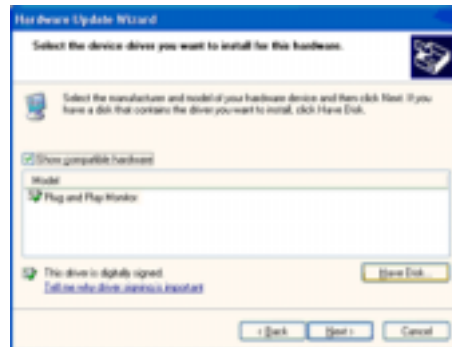 Hardware Update Wizard
Select the device driver you want to install for this hardware.
Select the manufacturer and model of your hardware device and then click Next. If you
have a disk that contains the driver you want to install, click Have Disk.
Show compatible hardware
Model
Plug and Play Monitor
This driver is digitally signed.
Have Disk...
Tell me why driver signing is important
< Back
Next >
Cancel